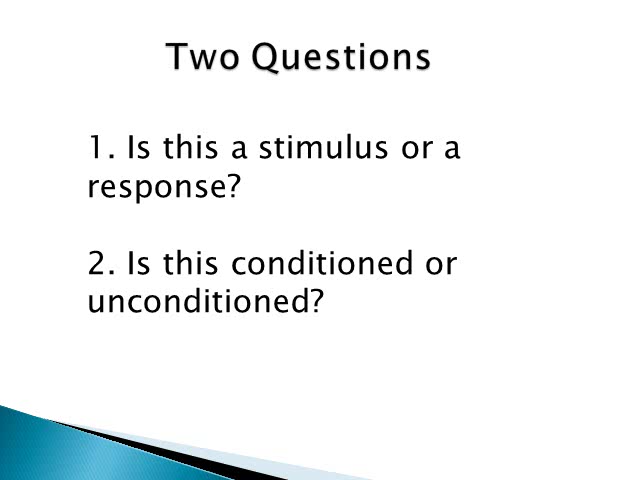 Two Questions
1. Is this a stimulus or a
response?
2. Is this conditioned or
unconditioned?